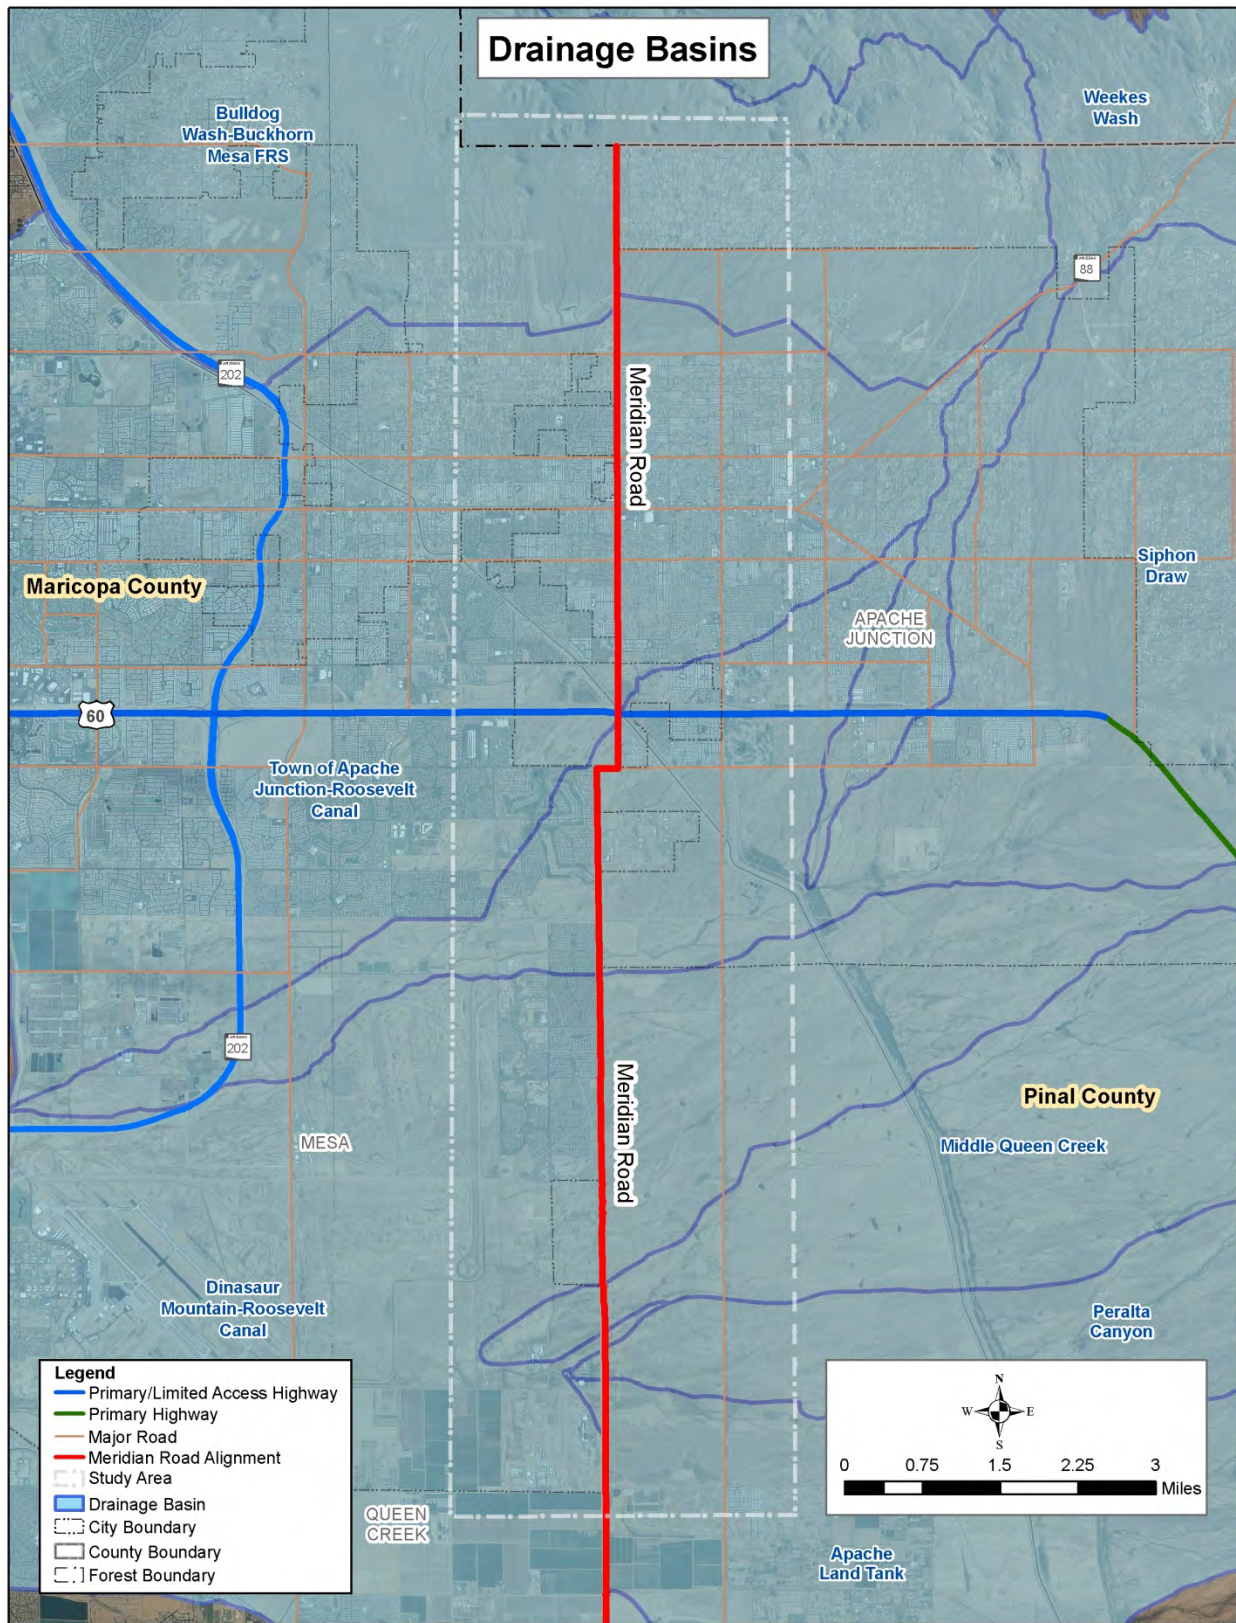 Drainage Basins
Bulldog
Wash-Buckhorn
Mesa FRS
Weekes
Wash
ARIZONA
88
ARIZONA
202
Meridian Road
Maricopa County
Siphon
Draw
APACHE
JUNCTION
60
Town of Apache
Junction-Roosevelt
Canal
ARIZONA
202
Meridian Road
Pinal County
MESA
Middle Queen Creek
Dinasaur
Mountain-Roosevelt
Canal
Peralta
Canyon
Legend
Primary/Limited Access Highway
Primary Highway
Major Road
Meridian Road Alignment
Study Area
Drainage Basin
City Boundary
County Boundary
Forest Boundary
N
W E
S
0 0.75 1.5 2.25 3
Miles
QUEEN
CREEK
Apache
Land Tank